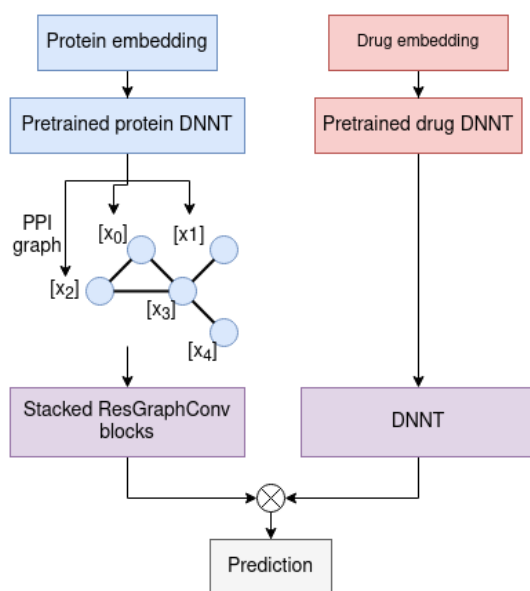 Protein embedding
Drug embedding
Pretrained protein DNNT
Pretrained drug DNNT
PPI
graph
[x₀]
[x1]
[x₂]
[x₃]
[x₄]
Stacked ResGraphConv
blocks
DNNT
Prediction